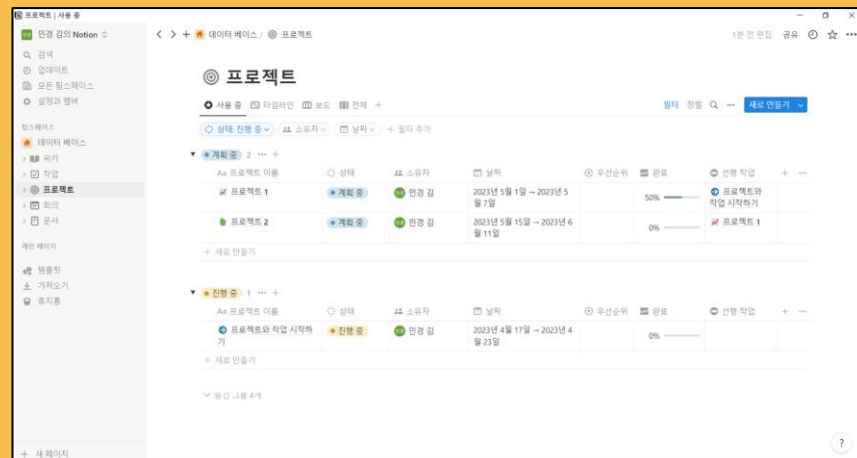 프로젝트 | 사용 중
민경 김의 Notion
검색
업데이트
모든 팀스페이스
설정과 멤버
팀스페이스
데이터 베이스
위키
작업
프로젝트
회의
문서
개인 페이지
템플릿
가져오기
휴지통
새 페이지
데이터 베이스 / 프로젝트
1분 전 편집 공유
프로젝트
사용 중 타임라인 보드 전체
필터 정렬 새로 만들기
상태: 진행 중 소유자 날짜 + 필터 추가
계획 중 2
Aa 프로젝트 이름 상태 소유자 날짜 우선순위 완료 선행 작업
프로젝트 1 계획 중 민경 김 2023년 5월 1일 → 2023년 5월 7일 50% 프로젝트와 작업 시작하기
프로젝트 2 계획 중 민경 김 2023년 5월 15일 → 2023년 6월 11일 0% 프로젝트 1
+ 새로 만들기
진행 중 1
Aa 프로젝트 이름 상태 소유자 날짜 우선순위 완료 선행 작업
프로젝트와 작업 시작하기 진행 중 민경 김 2023년 4월 17일 → 2023년 4월 23일 0%
+ 새로 만들기
그룹 4개
?